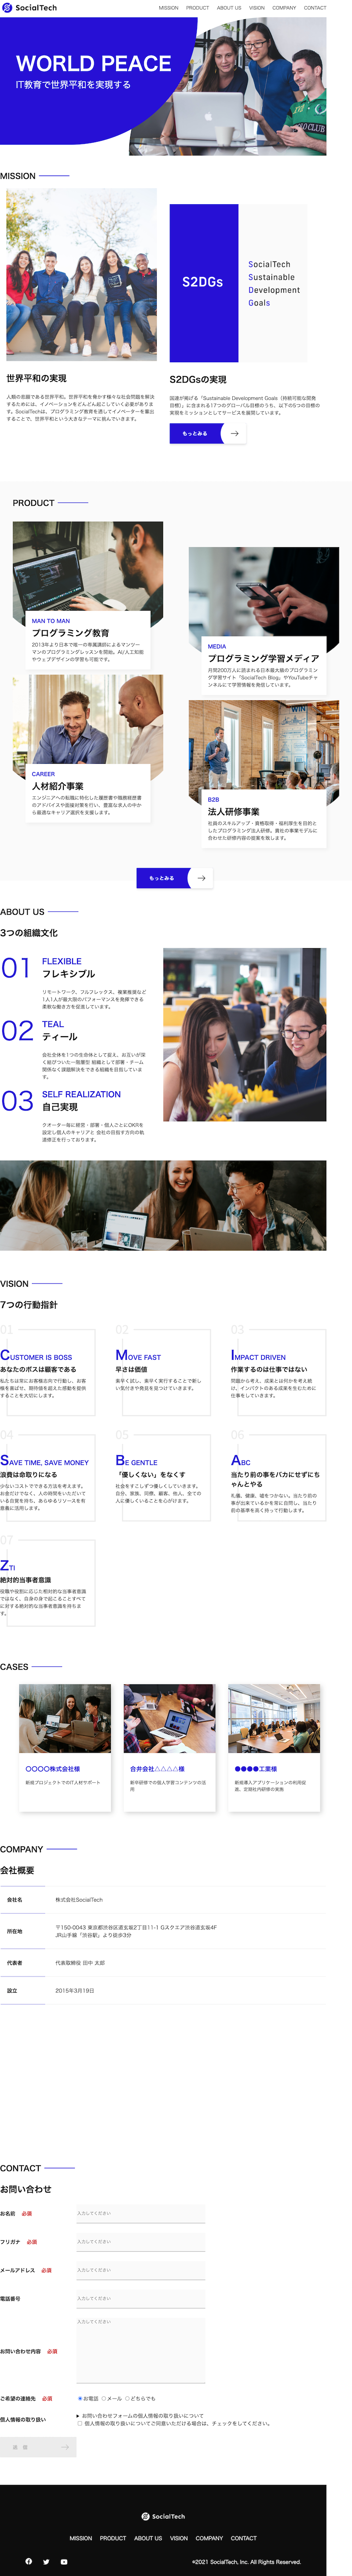 SocialTech
MISSION PRODUCT ABOUT US VISION COMPANY CONTACT
WORLD PEACE
IT教育で世界平和を実現する
MISSION
世界平和の実現
人類の名題である世界平和。世界平和を脅かす様々な社会問題を解決
するためには、イノベーションをどんどん起こしていく必要がありま
す。SocialTechは、プログラミング教育を通してイノベーターを輩出
することで、世界平和という大きなテーマに挑んでいきます。
S2DGs
SocialTech
Sustainable
Development
Goals
S2DGsの実現
国連が掲げる「Sustainable Development Goals（持続可能な開発
目標）」に含まれる17つのグローバル目標のうち、以下の5つの目標の
実現をミッションとしてサービスを展開しています。
もっとみる
PRODUCT
MAN TO MAN
プログラミング教育
2013年より日本で唯一の専属講師によるマンツー
マンのプログラミングレッスンを開始。AI/人工知能
やウェブデザインの学習も可能です。
MEDIA
プログラミング学習メディア
月間200万人に読まれる日本最大級のプログラミン
グ学習サイト「SocialTech Blog」やYouTubeチャ
ンネルにて学習情報を発信しています。
CAREER
人材紹介事業
エンジニアへの転職に特化した履歴書や職務経歴書
のアドバイスや面接対策を行い、豊富な求人の中か
ら最適なキャリア選択を支援します。
B2B
法人研修事業
社員のスキルアップ・資格取得・福利厚生を目的と
したプログラミング法人研修。貴社の事業モデルに
合わせた研修内容の提案を致します。
もっとみる
ABOUT US
3つの組織文化
01
FLEXIBLE
フレキシブル
リモートワーク、フルフレックス、複業推奨など
1人1人が最大限のパフォーマンスを発揮できる
柔軟な働き方を促進しています。
02
TEAL
ティール
会社全体を1つの生命体として捉え、お互いが深
く結びついた一階層型 組織として部署・チーム
関係なく課題解決をできる組織を目指していま
す。
03
SELF REALIZATION
自己実現
クオーター毎に経営・部署・個人ごとにOKRを
設定し個人のキャリアと 会社の目指す方向の軌
道修正を行っております。
VISION
7つの行動指針
01
CUSTOMER IS BOSS
あなたのボスは顧客である
私たちは常にお客様志向で行動し、お客
様を喜ばせ、期待値を超えた感動を提供
することを大切にします。
02
MOVE FAST
早さは価値
素早く試し、素早く実行することで新し
い気付きや発見を見つけていきます。
03
IMPACT DRIVEN
作業するのは仕事ではない
問題から考え、成果とは何かを考え続
け、インパクトのある成果を生むために
仕事をしていきます。
04
SAVE TIME, SAVE MONEY
浪費は命取りになる
少ないコストでできる方法を考えます。
お金だけでなく、人の時間をいただいて
いる自覚を持ち、あらゆるリソースを有
意義に活用します。
05
BE GENTLE
「優しくない」をなくす
社会をすこしずつ優しくしていきます。
自分、家族、同僚、顧客、他人、全ての
人に優しくいることを心がけます。
06
ABC
当たり前の事をバカにせずにち
ゃんとやる
礼儀、健康、嘘をつかない。当たり前の
事が出来ているかを常に自問し、当たり
前の基準を高く持って行動します。
07
ZTI
絶対的当事者意識
役職や役割に応じた相対的な当事者意識
ではなく、自身の身で起こることすべて
に対する絶対的な当事者意識を持ちま
す。
CASES
〇〇〇〇株式会社様
新規プロジェクトでのIT人材サポート
合弁会社△△△△様
新卒研修での個人学習コンテンツの活
用
●●●●工業様
新規導入アプリケーションの利用促
進、定期社内研修の実施
COMPANY
会社概要
会社名 株式会社SocialTech
所在地 〒150-0043 東京都渋谷区道玄坂2丁目11-1 Gスクエア渋谷道玄坂4F
JR山手線「渋谷駅」より徒歩3分
代表者 代表取締役 田中 太郎
設立 2015年3月19日
CONTACT
お問い合わせ
お名前 必須 入力してください
フリガナ 必須 入力してください
メールアドレス 必須 入力してください
電話番号 入力してください
お問い合わせ内容 必須 入力してください
ご希望の連絡先 必須 お電話 メール どちらでも
個人情報の取り扱い
お問い合わせフォームの個人情報の取り扱いについて
個人情報の取り扱いについてご同意いただける場合は、チェックをしてください。
送 信
SocialTech
MISSION PRODUCT ABOUT US VISION COMPANY CONTACT
©2021 SocialTech, Inc. All Rights Reserved.